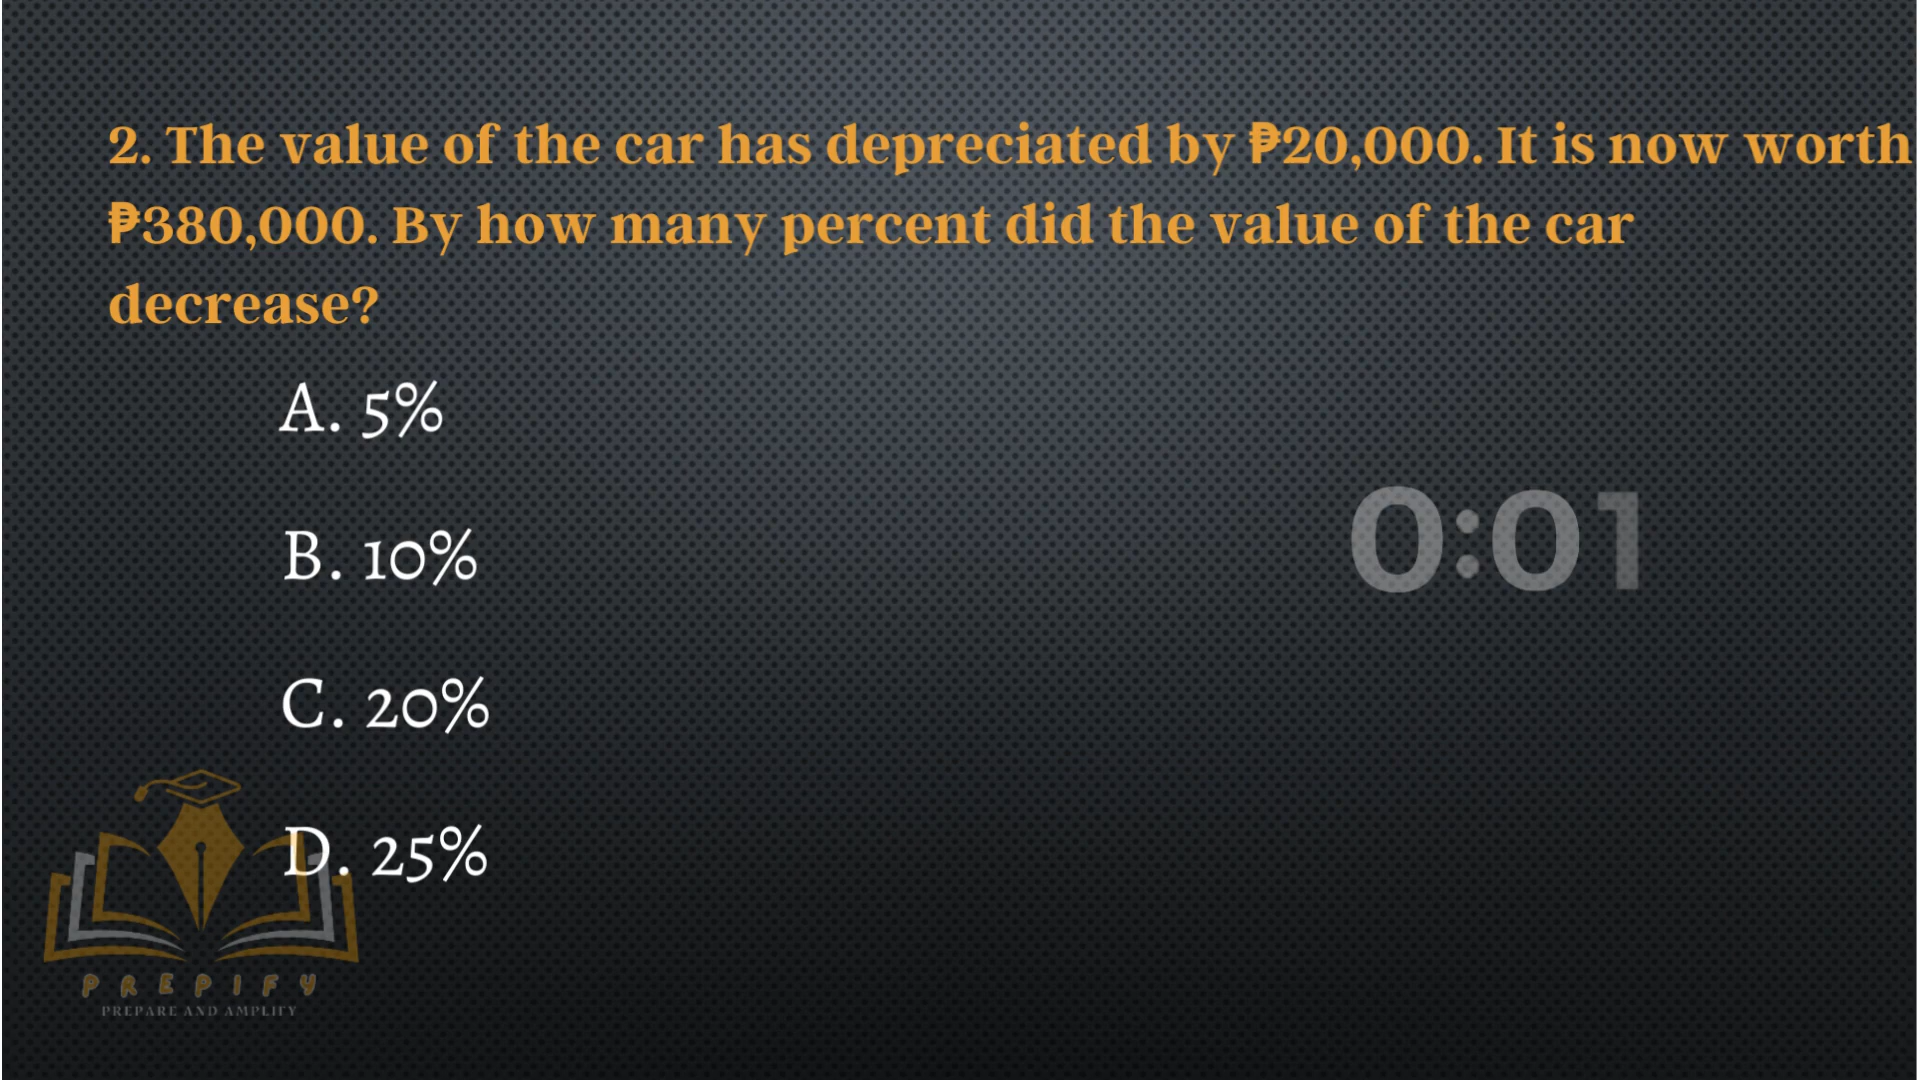 2. The value of the car has depreciated by ₱20,000. It is now worth
₱380,000. By how many percent did the value of the car
decrease?
A. 5%
B. 10%
0:01
C. 20%
D. 25%
PREPIFY
PREPARE AND AMPLIFY